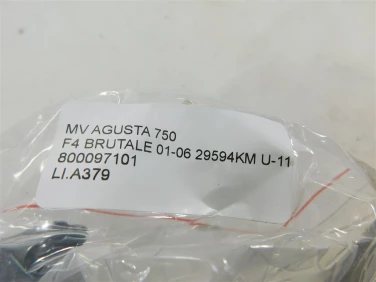 MV AGUSTA 750
F4 BRUTALE 01-06 29594KM U-11
800097101
LI.A379